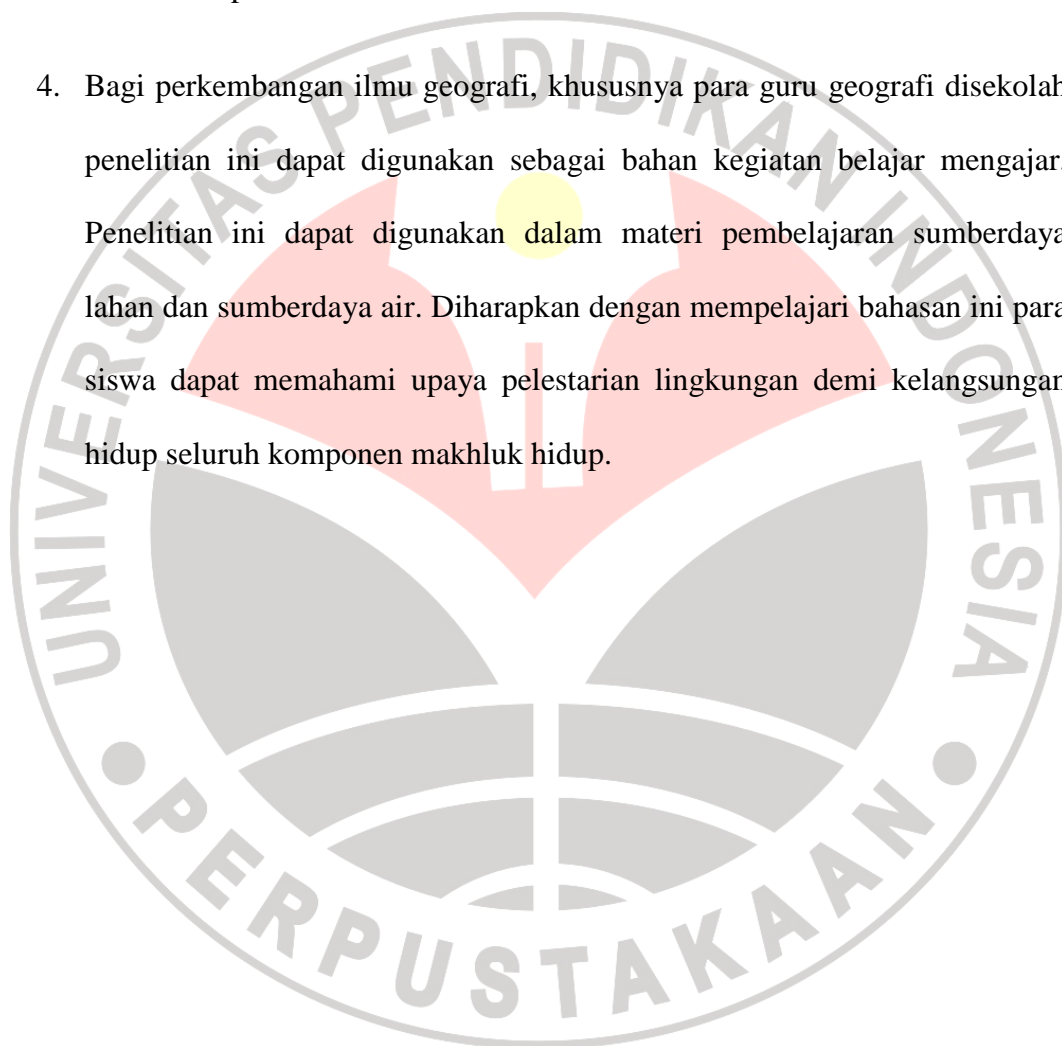 4. Bagi perkembangan ilmu geografi, khususnya para guru geografi disekolah
penelitian ini dapat digunakan sebagai bahan kegiatan belajar mengajar.
Penelitian ini dapat digunakan dalam materi pembelajaran sumberdaya
lahan dan sumberdaya air. Diharapkan dengan mempelajari bahasan ini para
siswa dapat memahami upaya pelestarian lingkungan demi kelangsungan
hidup seluruh komponen makhluk hidup.
UNIVERSITAS PENDIDIKAN INDONESIA
PERPUSTAKAAN